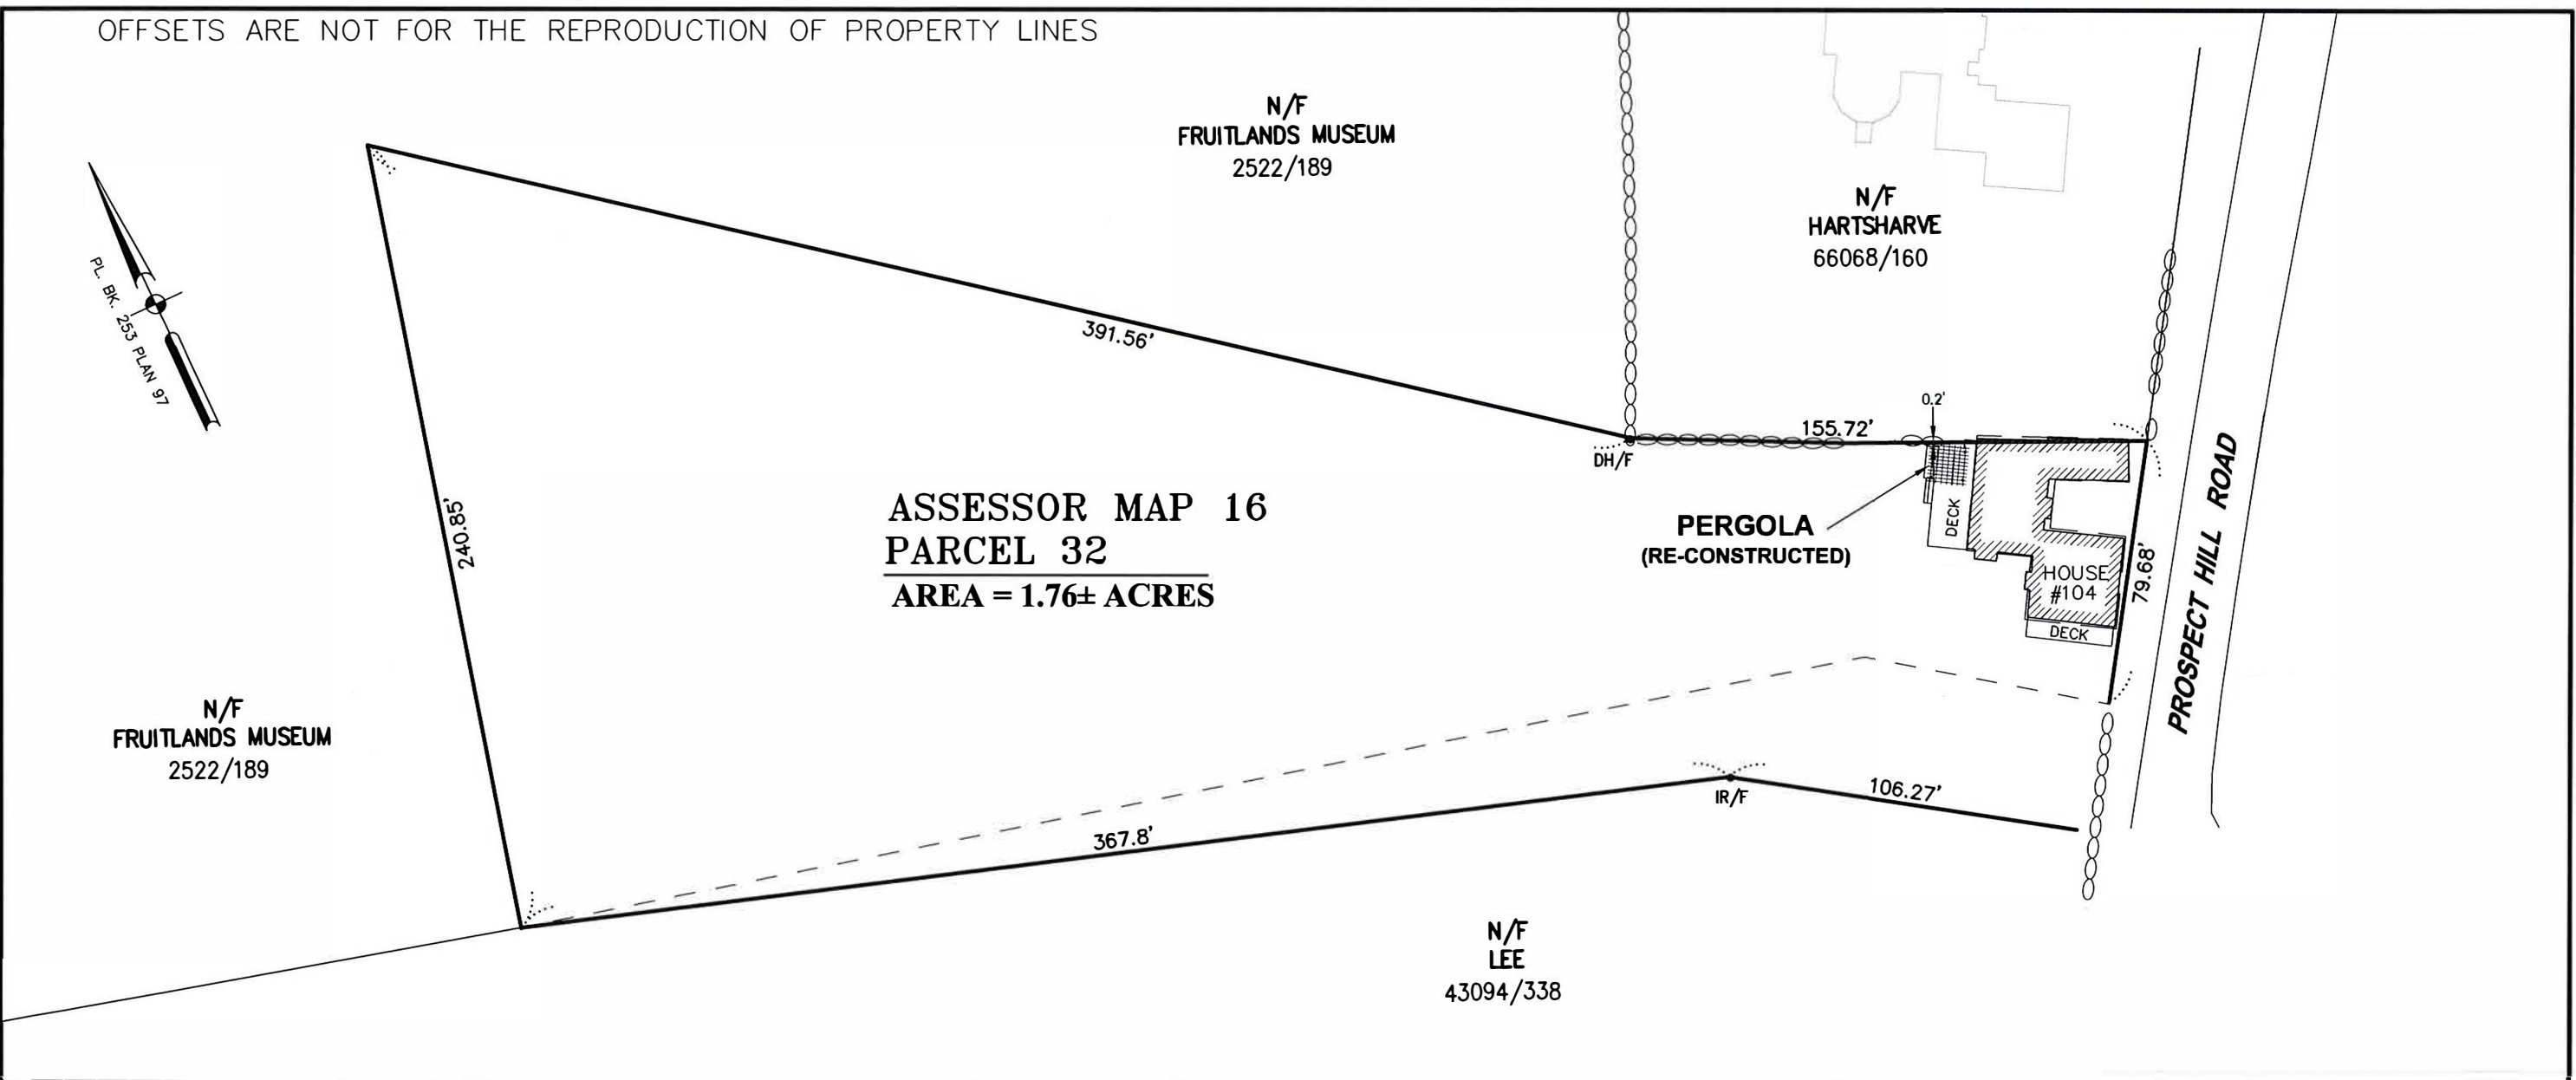 OFFSETS ARE NOT FOR THE REPRODUCTION OF PROPERTY LINES
N/F
FRUITLANDS MUSEUM
2522/189
N/F
HARTSHARVE
66068/160
PL. BK. 253 PLAN 97
391.56'
0.2'
155.72'
DH/F
240.85'
ASSESSOR MAP 16
PARCEL 32
AREA = 1.76± ACRES
PERGOLA
(RE-CONSTRUCTED)
DECK
HOUSE
#104
DECK
79.68'
PROSPECT HILL ROAD
N/F
FRUITLANDS MUSEUM
2522/189
IR/F
106.27'
367.8'
N/F
LEE
43094/338